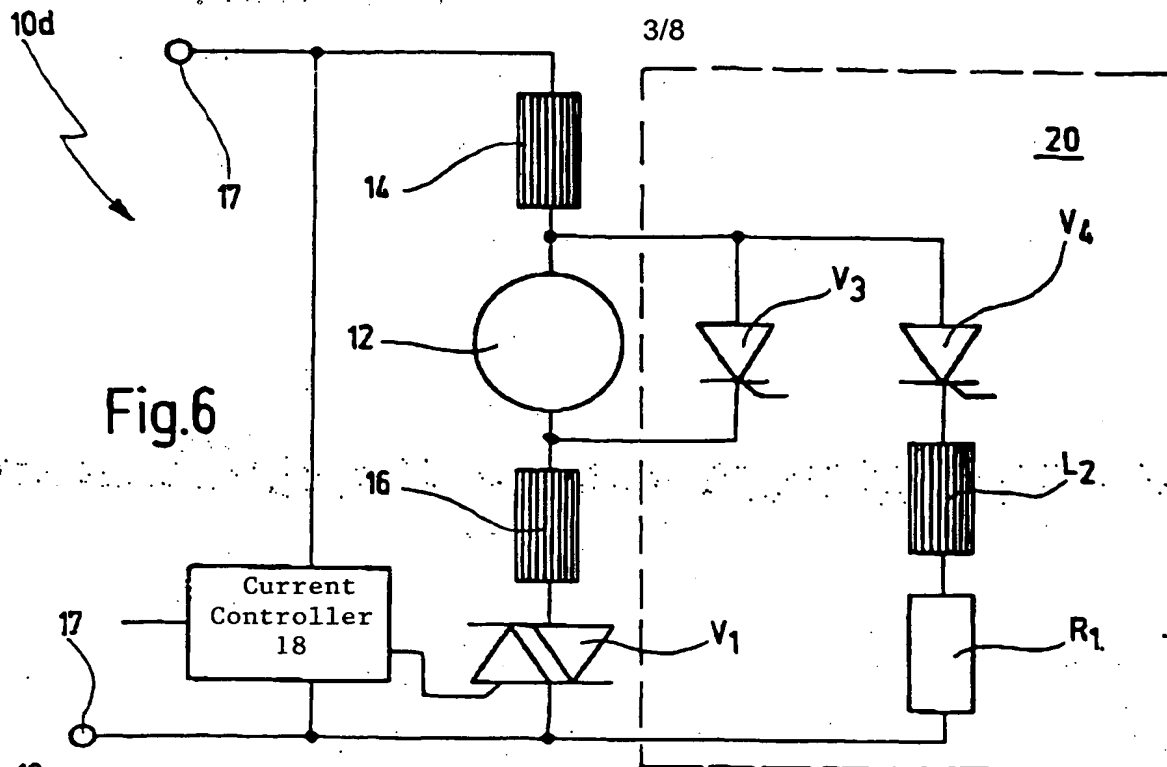 10d
3/8
20
14
17
V4
V3
12
Fig.6
16
L2
Current
Controller
18
17
V1
R1